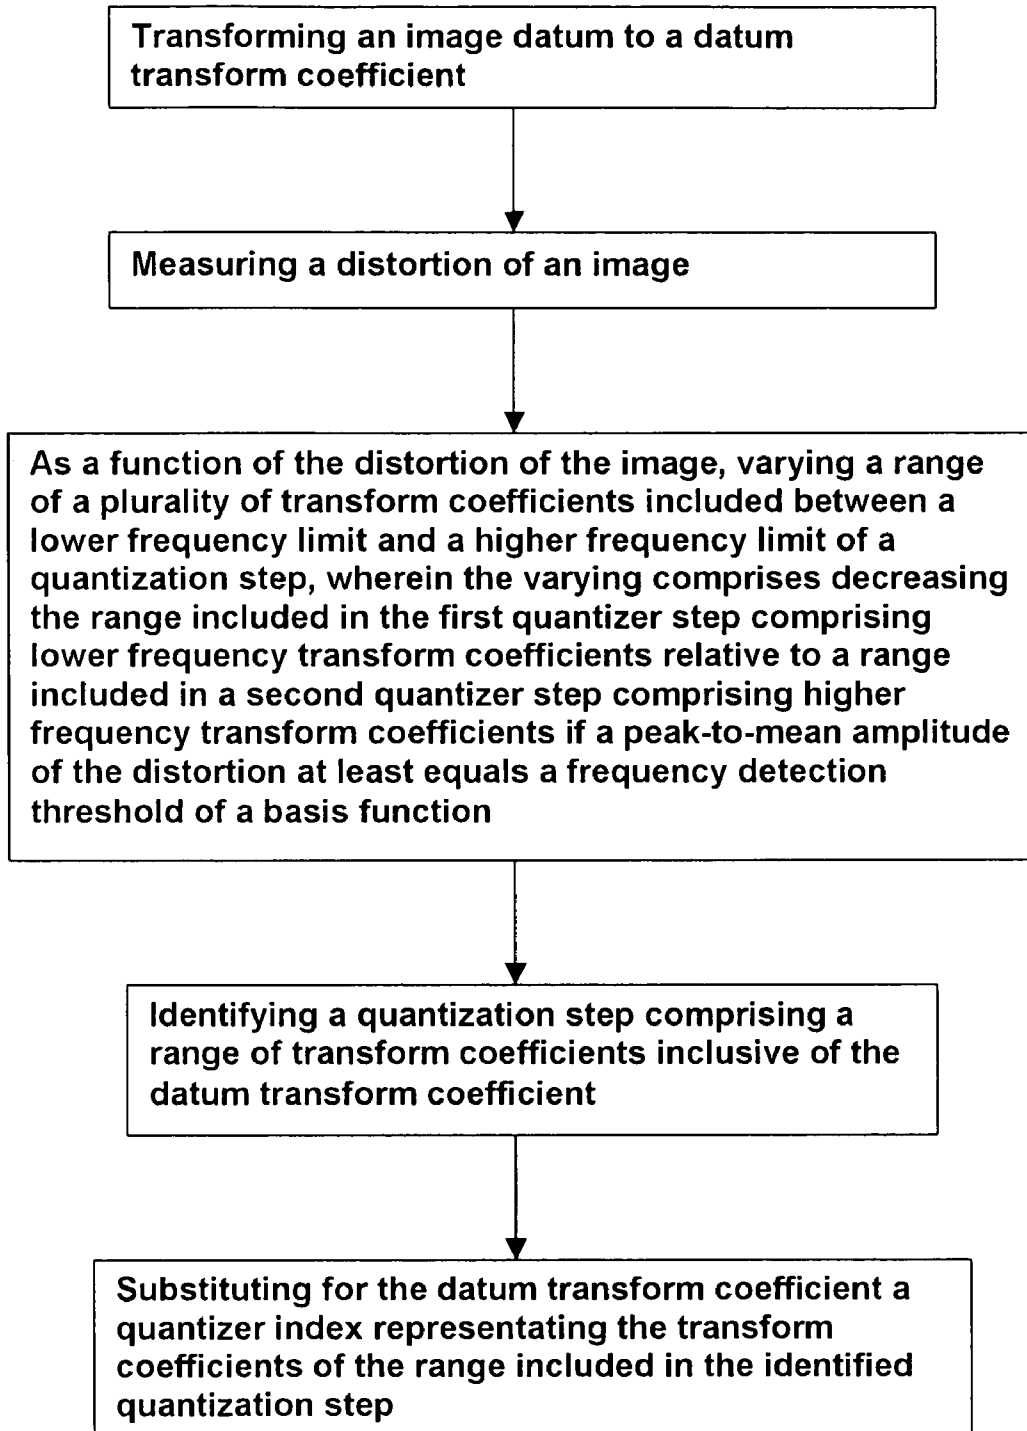 Transforming an image datum to a datum
transform coefficient
Measuring a distortion of an image
As a function of the distortion of the image, varying a range
of a plurality of transform coefficients included between a
lower frequency limit and a higher frequency limit of a
quantization step, wherein the varying comprises decreasing
the range included in the first quantizer step comprising
lower frequency transform coefficients relative to a range
included in a second quantizer step comprising higher
frequency transform coefficients if a peak-to-mean amplitude
of the distortion at least equals a frequency detection
threshold of a basis function
Identifying a quantization step comprising a
range of transform coefficients inclusive of the
datum transform coefficient
Substituting for the datum transform coefficient a
quantizer index representating the transform
coefficients of the range included in the identified
quantization step